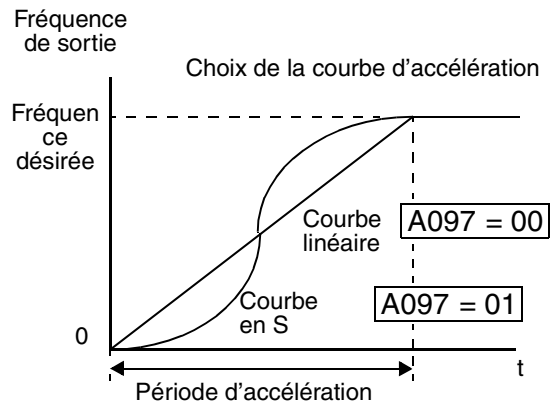 Fréquence
de sortie
Choix de la courbe d'accélération
Fréquen
ce
désirée
Courbe
linéaire
A097 = 00
Courbe
en S
A097 = 01
0
t
Période d'accélération